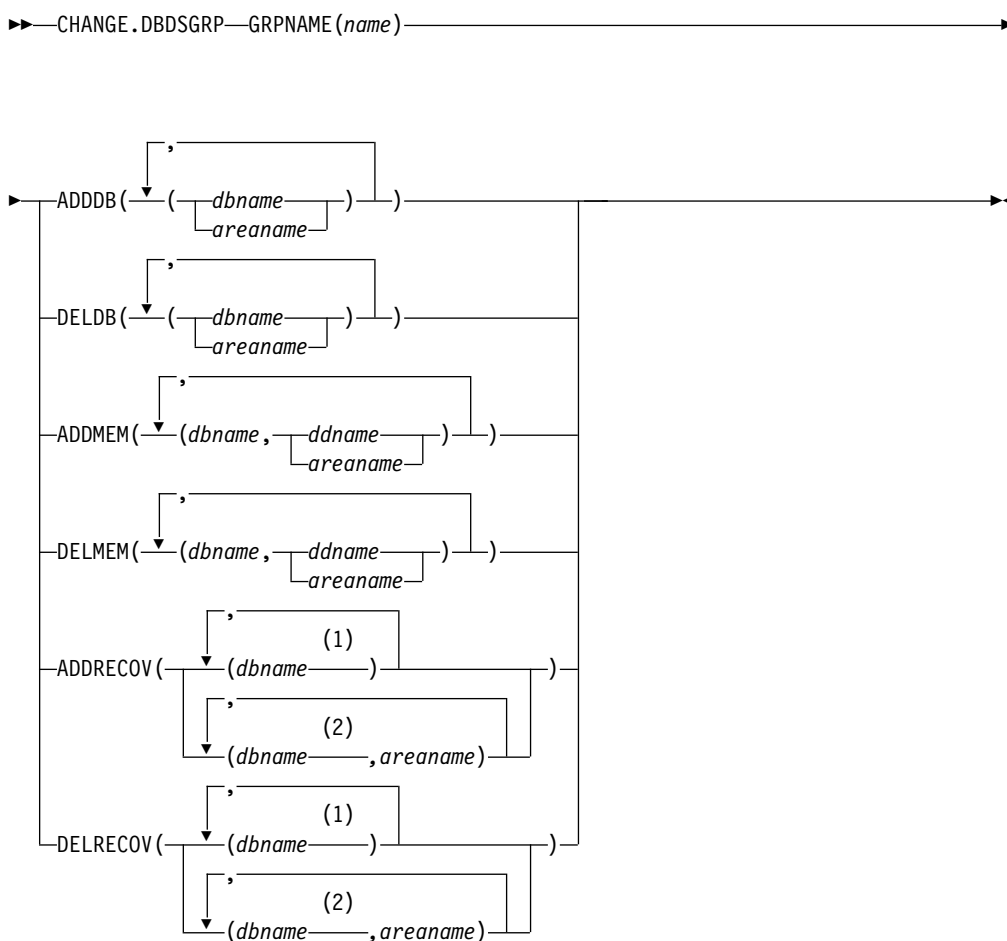 CHANGE.DBDSGRP GRPNAME(name)
,
ADDDB( ( dbname ) )
areaname
,
DELDB( ( dbname ) )
areaname
,
ADDMEM( (dbname, ddname ) )
areaname
,
DELMEM( (dbname, ddname ) )
areaname
,
(1)
ADDRECOV( (dbname ) )
,
(2)
(dbname ,areaname)
,
(1)
DELRECOV( (dbname ) )
,
(2)
(dbname ,areaname)